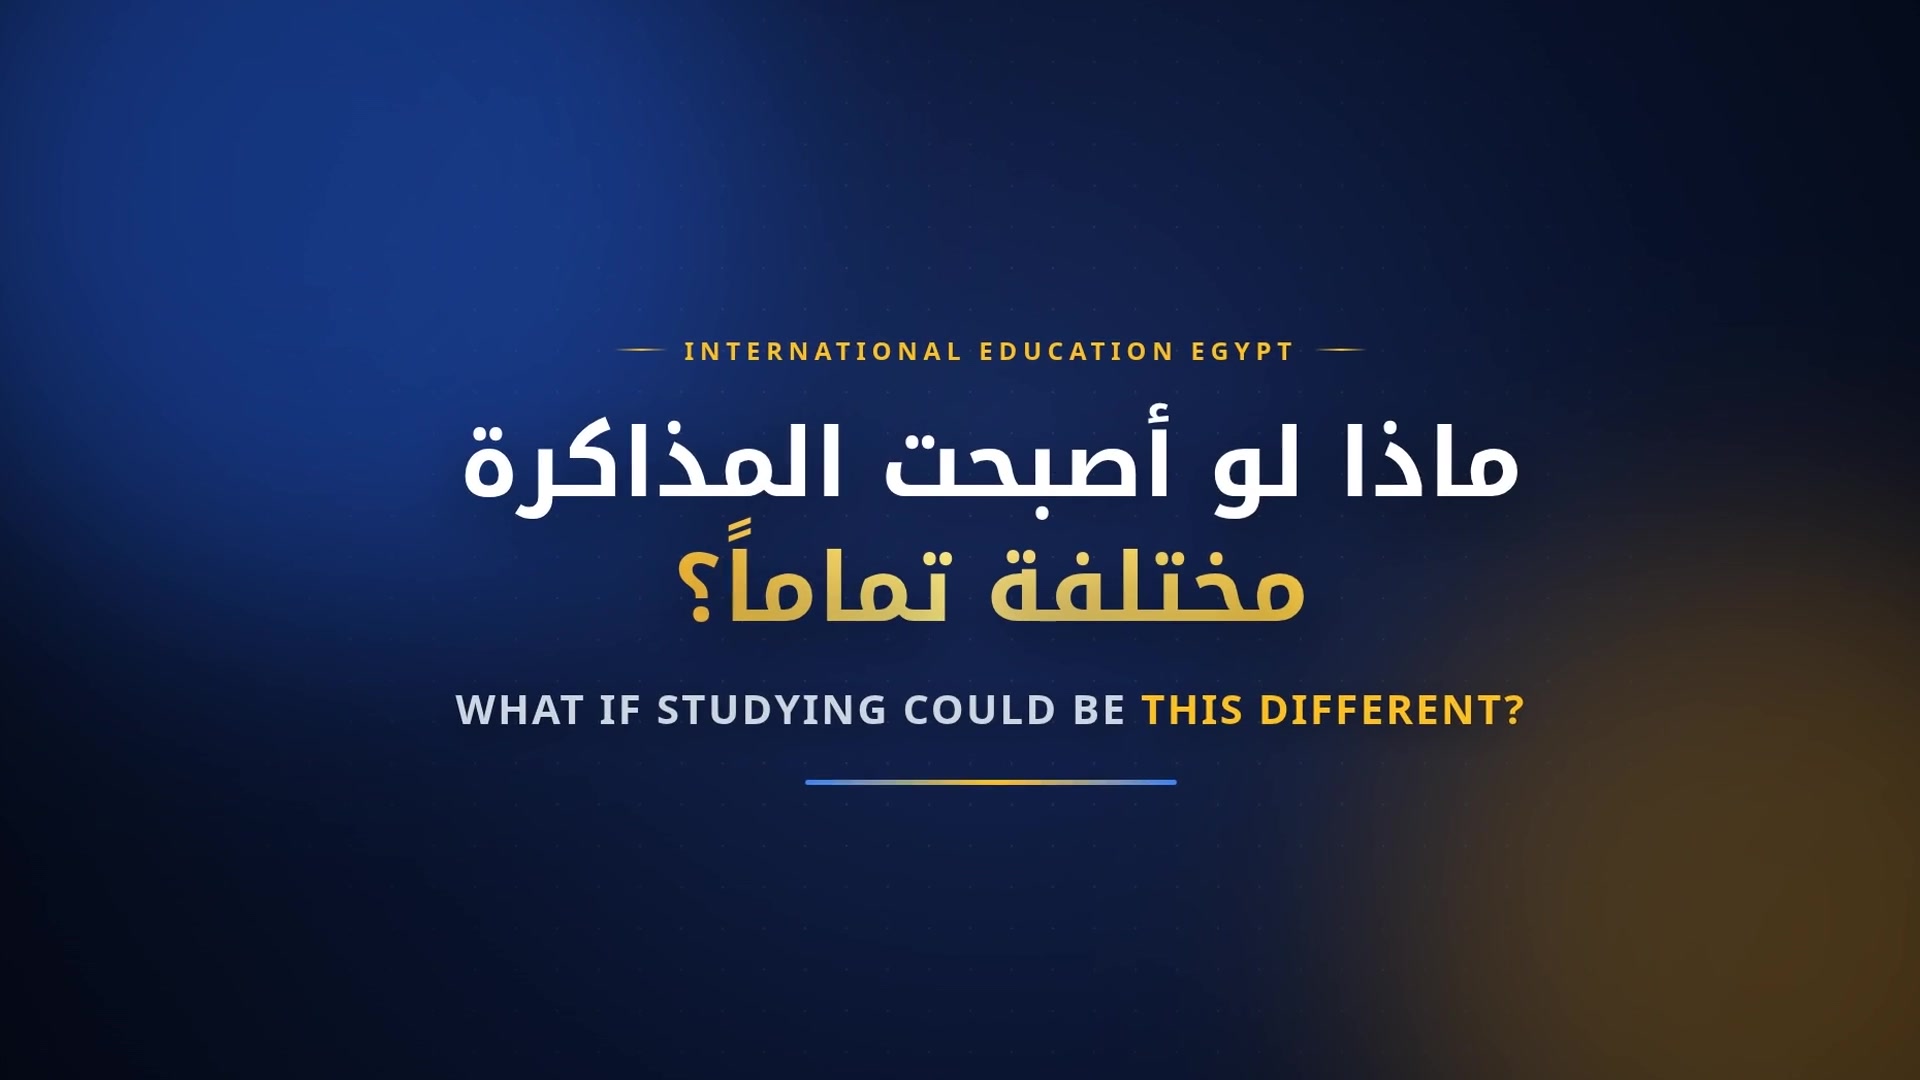 INTERNATIONAL EDUCATION EGYPT
ماذا لو أصبحت المذاكرة
مختلفة تماماً؟
WHAT IF STUDYING COULD BE THIS DIFFERENT?